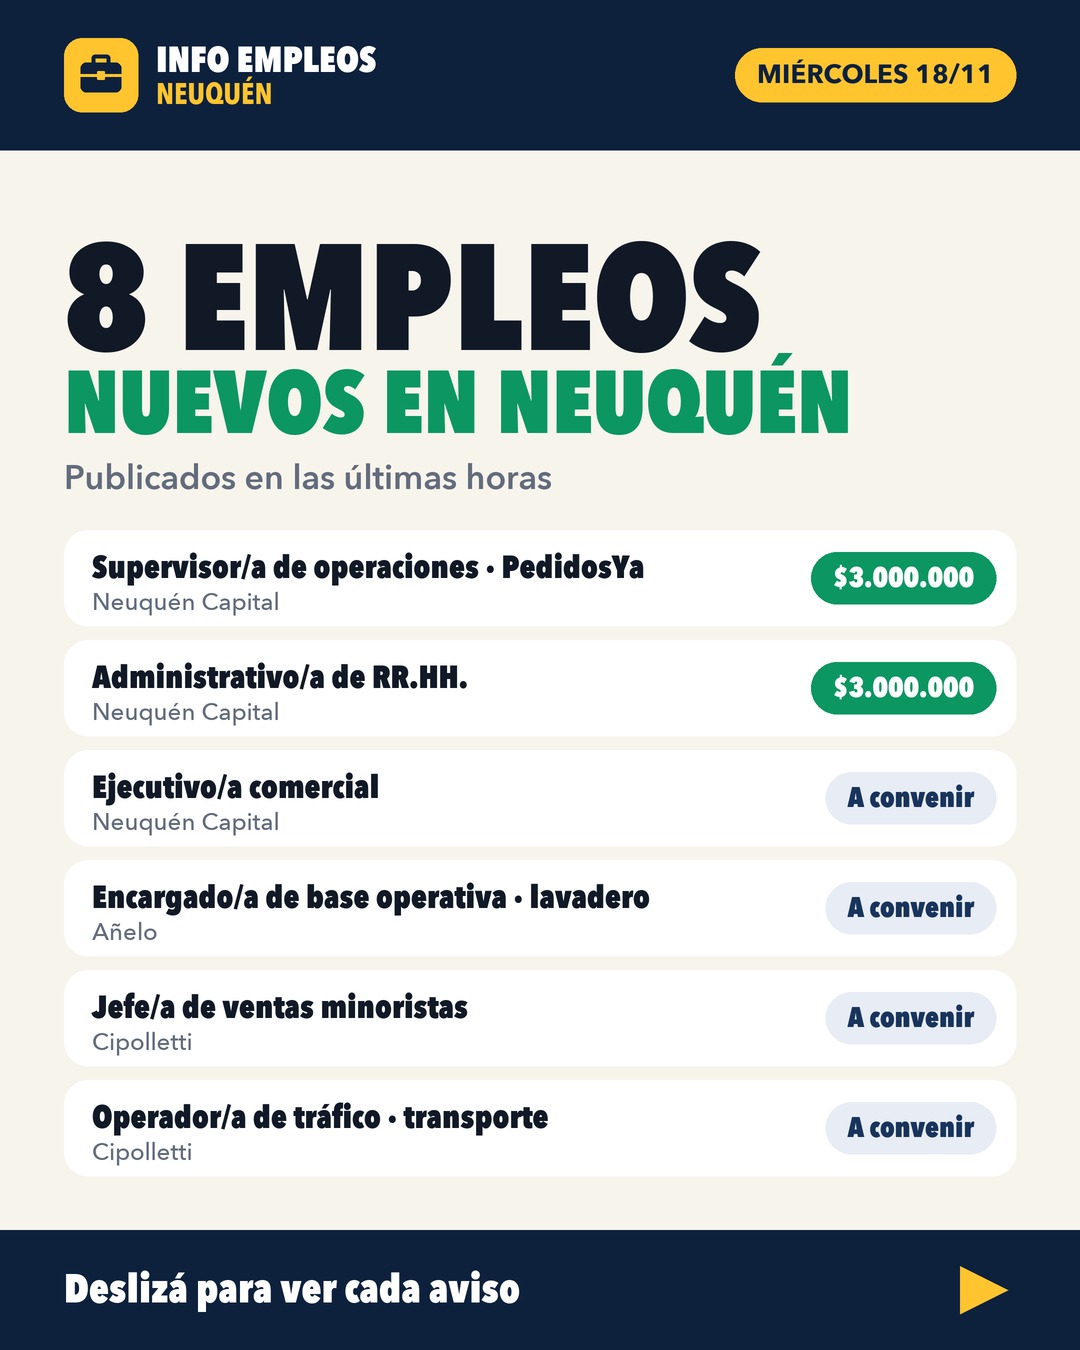 INFO EMPLEOS
NEUQUÉN
MIÉRCOLES 18/11
8 EMPLEOS
NUEVOS EN NEUQUÉN
Publicados en las últimas horas
Supervisor/a de operaciones · PedidosYa
Neuquén Capital
$3.000.000
Administrativo/a de RR.HH.
Neuquén Capital
$3.000.000
Ejecutivo/a comercial
Neuquén Capital
A convenir
Encargado/a de base operativa · lavadero
Añelo
A convenir
Jefe/a de ventas minoristas
Cipolletti
A convenir
Operador/a de tráfico · transporte
Cipolletti
A convenir
Deslizá para ver cada aviso